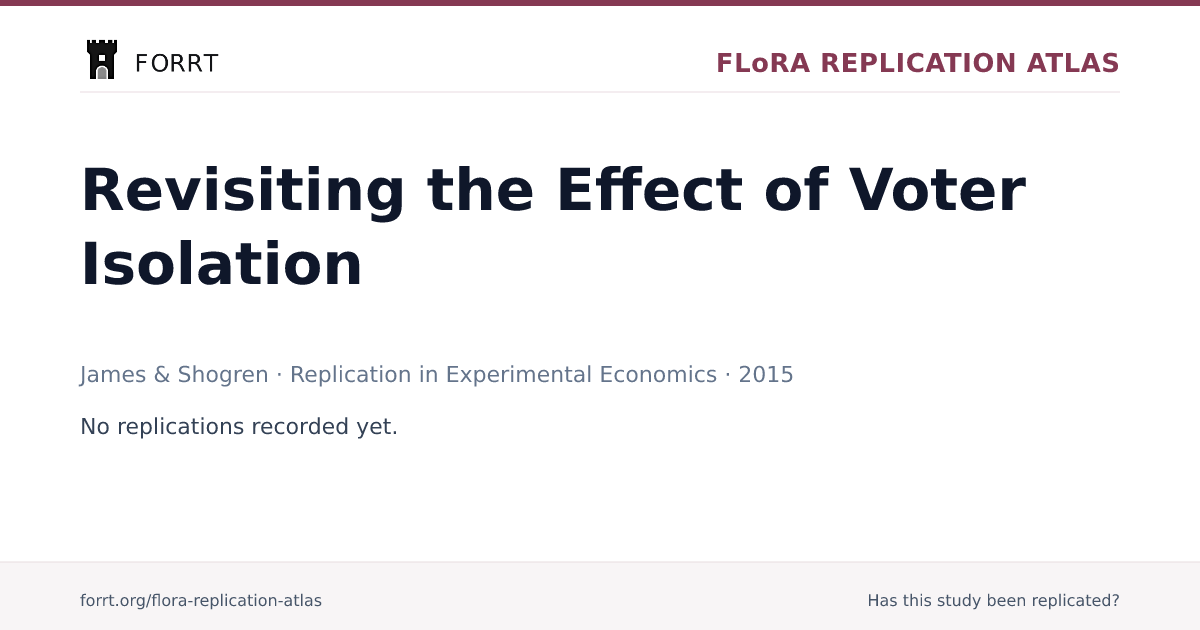 FORRT
FLoRA REPLICATION ATLAS
Revisiting the Effect of Voter
Isolation
James & Shogren · Replication in Experimental Economics · 2015
No replications recorded yet.
forrt.org/flora-replication-atlas
Has this study been replicated?